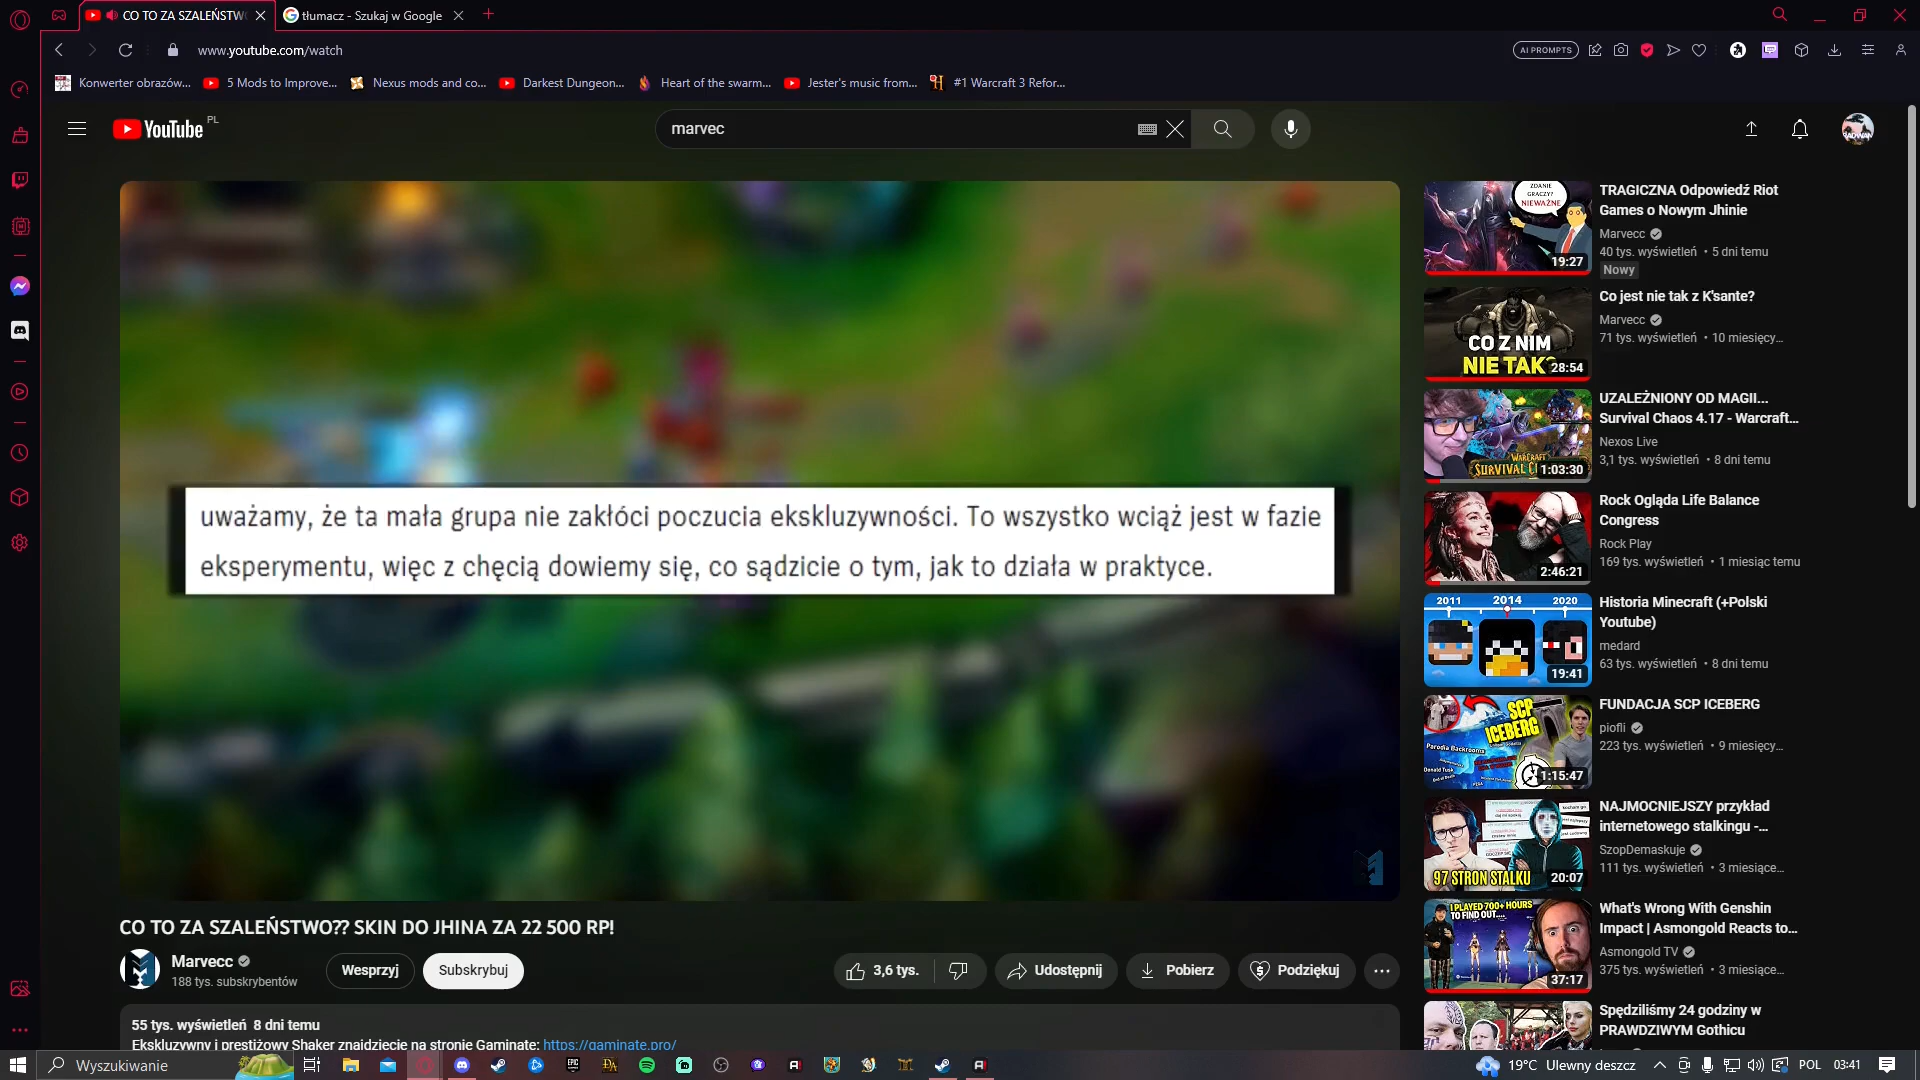 CO TO ZA SZALEŃSTW
tłumacz - Szukaj w Google
www.youtube.com/watch
AI PROMPTS
Konwerter obrazów...
5 Mods to Improve...
Nexus mods and co...
Darkest Dungeon...
Heart of the swarm...
Jester's music from...
#1 Warcraft 3 Refor...
YouTube PL
marvec
uważamy, że ta mała grupa nie zakłóci poczucia ekskluzywności. To wszystko wciąż jest w fazie
eksperymentu, więc z chęcią dowiemy się, co sądzicie o tym, jak to działa w praktyce.
CO TO ZA SZALEŃSTWO?? SKIN DO JHINA ZA 22 500 RP!
Marvecc
188 tys. subskrybentów
Wesprzyj
Subskrybuj
3,6 tys.
Udostępnij
Pobierz
Podziękuj
55 tys. wyświetleń 8 dni temu
Ekskluzywny i prestiżowy Shaker znajdziecie na stronie Gaminate: https://gaminate.pro/
ZDANIE
GRACZY?
NIEWAŻNE
19:27
TRAGICZNA Odpowiedź Riot
Games o Nowym Jhinie
Marvecc
40 tys. wyświetleń • 5 dni temu
Nowy
CO Z NIM
NIE TAK?
28:54
Co jest nie tak z K'sante?
Marvecc
71 tys. wyświetleń • 10 miesięcy...
WARCRAFT
SURVIVAL
1:03:30
UZALEŻNIONY OD MAGII...
Survival Chaos 4.17 - Warcraft...
Nexos Live
3,1 tys. wyświetleń • 8 dni temu
2:46:21
Rock Ogląda Life Balance
Congress
Rock Play
169 tys. wyświetleń • 1 miesiąc temu
2011 2014 2020
19:41
Historia Minecraft (+Polski
Youtube)
medard
63 tys. wyświetleń • 8 dni temu
SCP
ICEBERG
Parodia Backrooms
Donald Tusk
1:15:47
FUNDACJA SCP ICEBERG
piofli
223 tys. wyświetleń • 9 miesięcy...
97 STRON STALKU
20:07
NAJMOCNIEJSZY przykład
internetowego stalkingu -...
SzopDemaskuje
111 tys. wyświetleń • 3 miesiące...
I PLAYED 700+ HOURS
TO FIND OUT....
37:17
What's Wrong With Genshin
Impact | Asmongold Reacts to...
Asmongold TV
375 tys. wyświetleń • 3 miesiące...
Spędziliśmy 24 godziny w
PRAWDZIWYM Gothicu
Wyszukiwanie
19°C Ulewny deszcz
POL
03:41